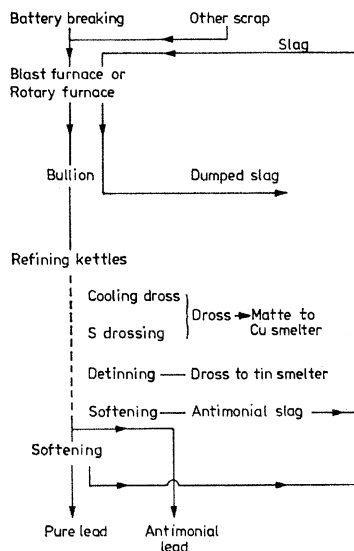 Battery breaking
Other scrap
Slag
Blast furnace or
Rotary furnace
Bullion
Dumped slag
Refining kettles
Cooling dross
Dross
Matte to
Cu smelter
S drossing
Detinning
Dross to tin smelter
Softening
Antimonial slag
Softening
Pure lead
Antimonial
lead